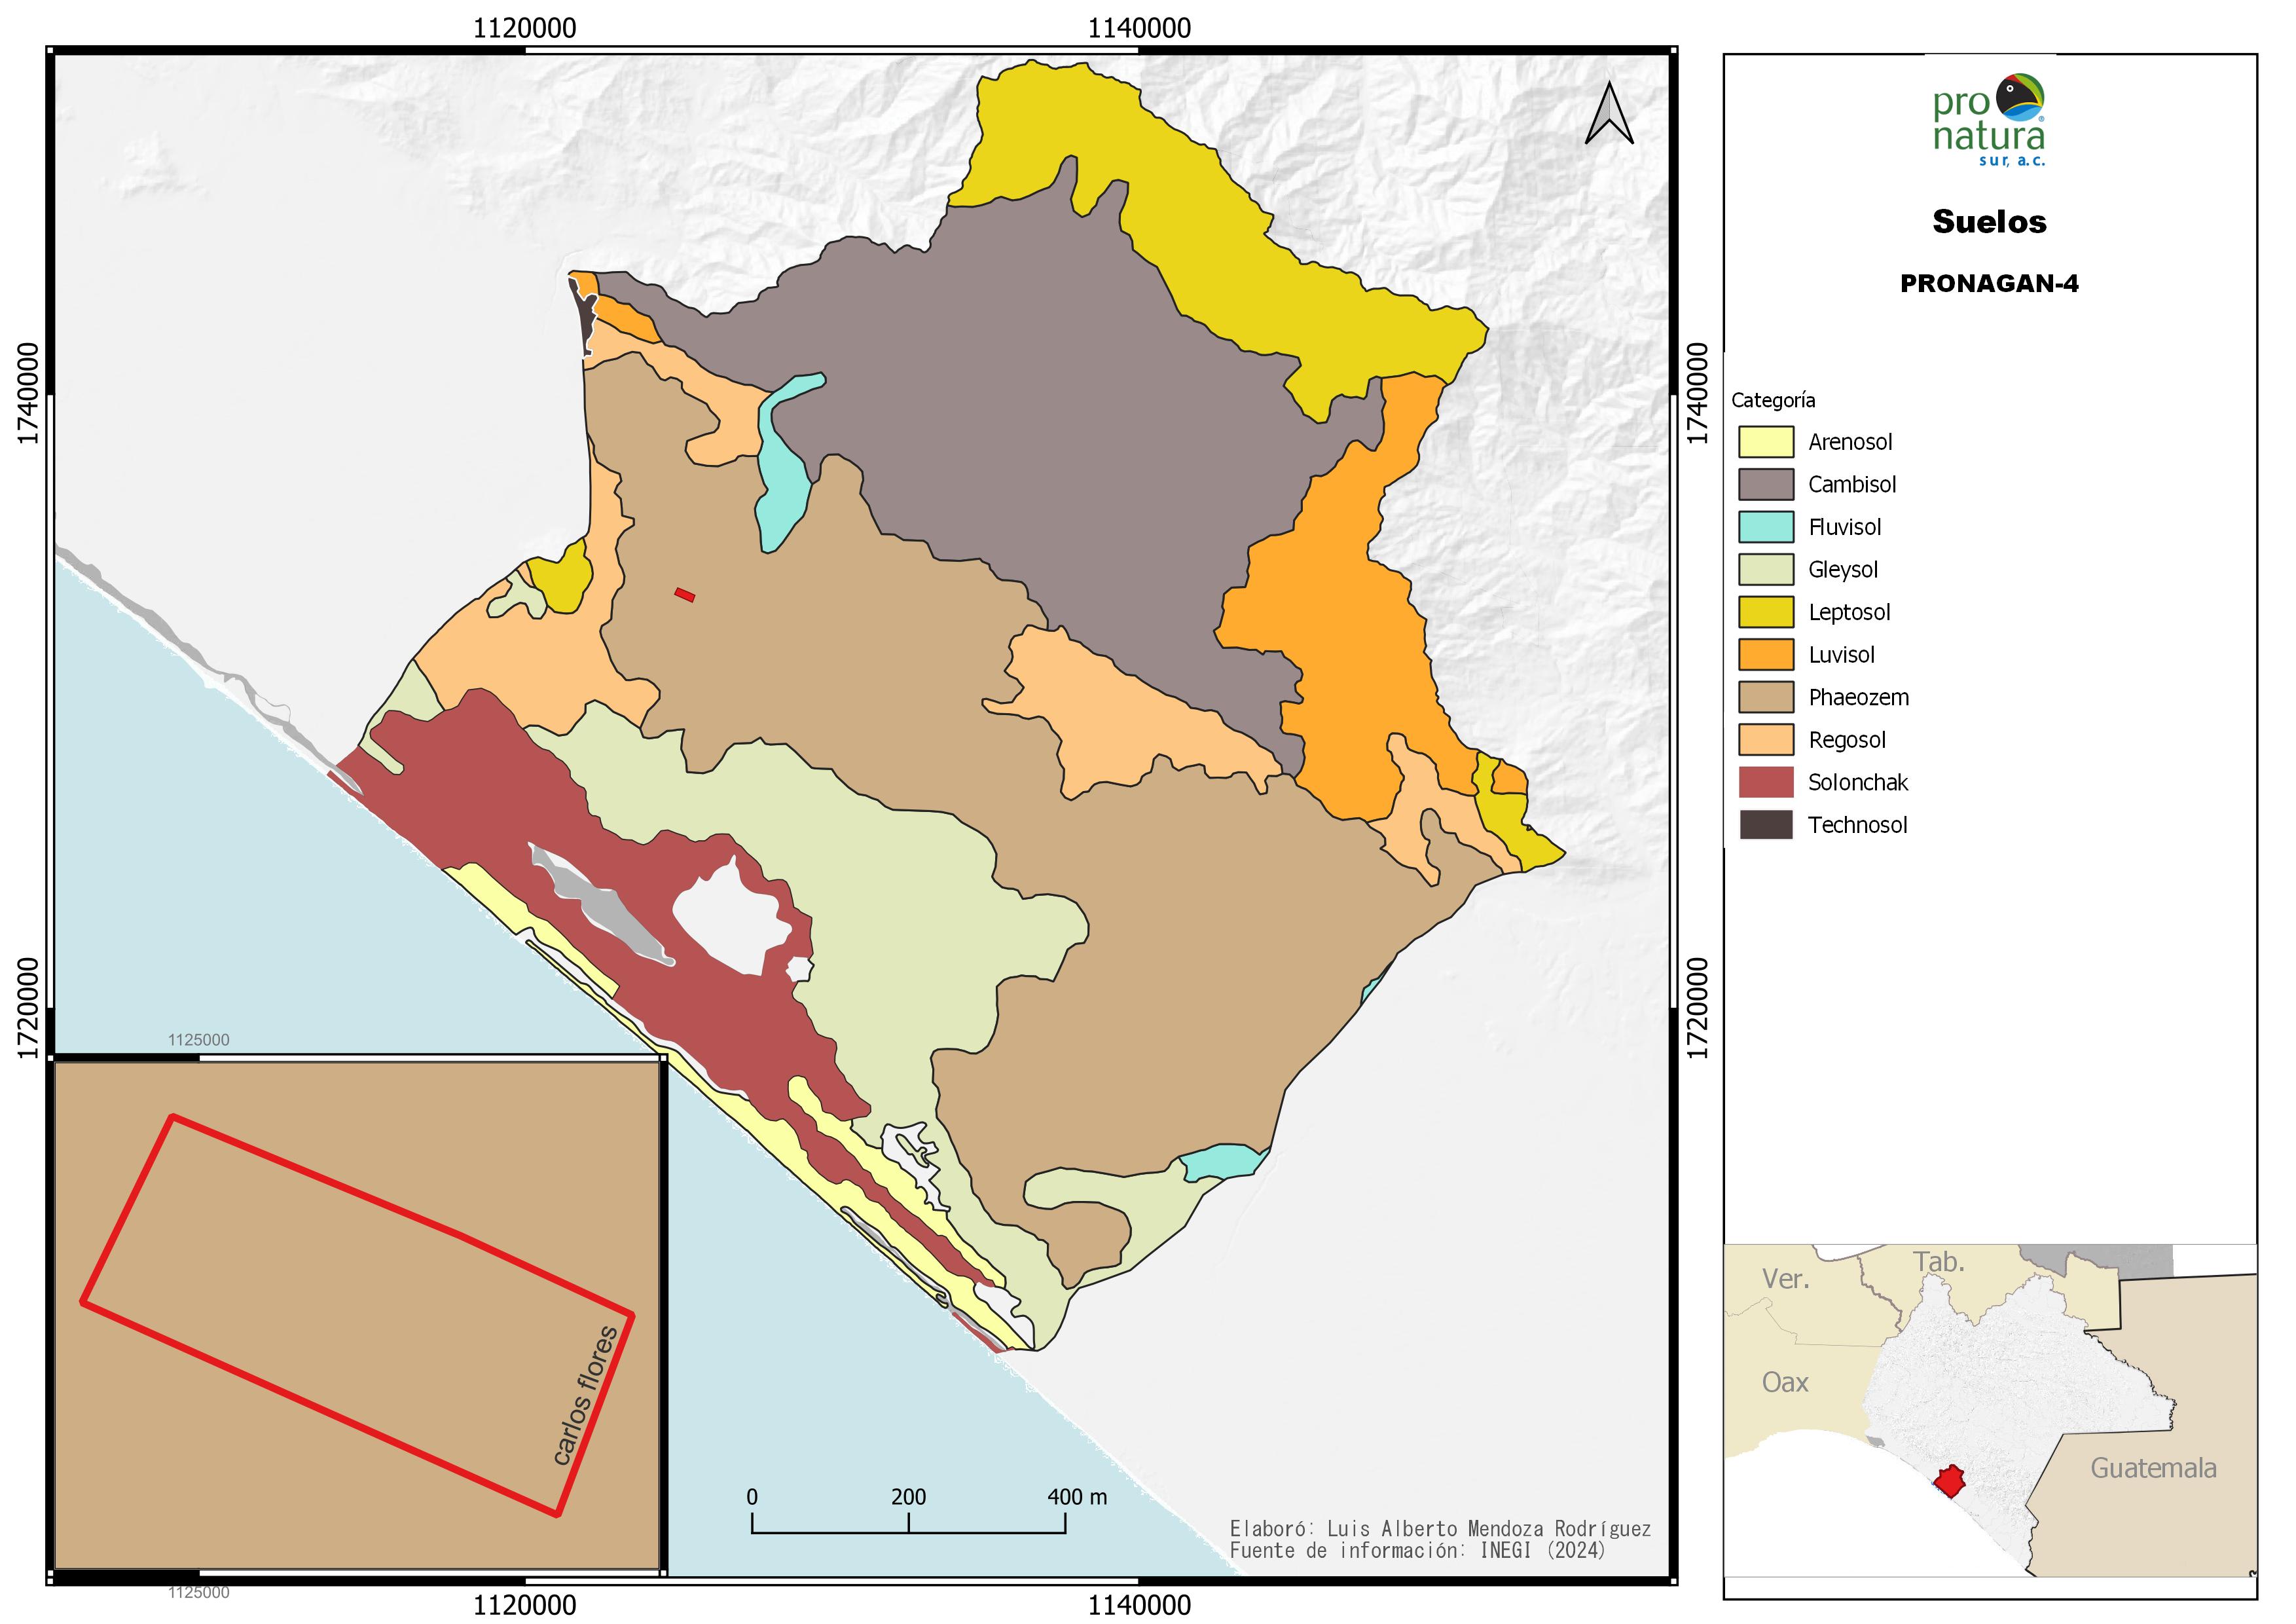 1120000
1140000
1740000
1740000
1720000
1720000
1125000
carlos flores
1125000
1120000
1140000
0
200
400 m
Elaboró: Luis Alberto Mendoza Rodríguez
Fuente de información: INEGI (2024)
pro
natura
sur, a.c.
Suelos
PRONAGAN-4
Categoría
Arenosol
Cambisol
Fluvisol
Gleysol
Leptosol
Luvisol
Phaeozem
Regosol
Solonchak
Technosol
Ver.
Tab.
Oax
Guatemala